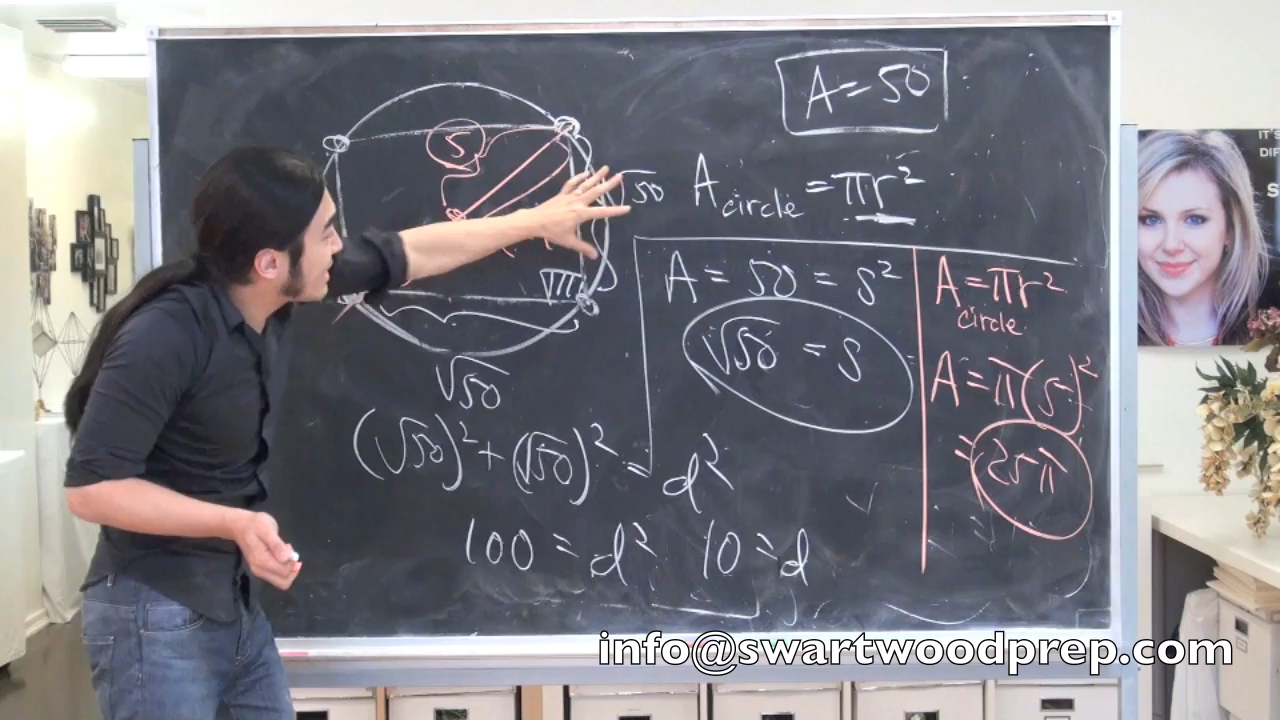 A = 50
5
√50
A circle = πr²
A = 50 = s²
√50 = s
√50
(√50)² + (√50)² = d²
100 = d² 10 = d
A circle = πr²
A = π(5)²
= 25π
info@swartwoodprep.com